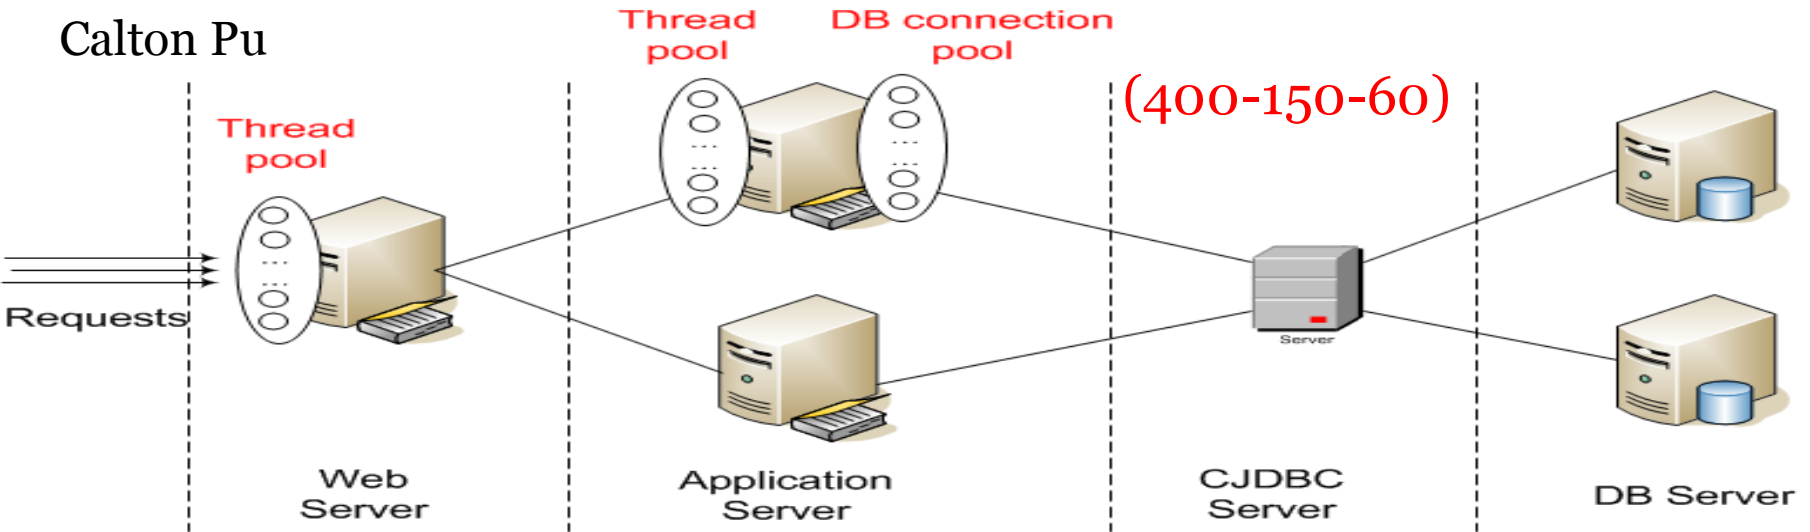 Calton Pu
Thread
pool
DB connection
pool
(400-150-60)
Thread
pool
Requests
Server
Web
Server
Application
Server
CJDBC
Server
DB Server